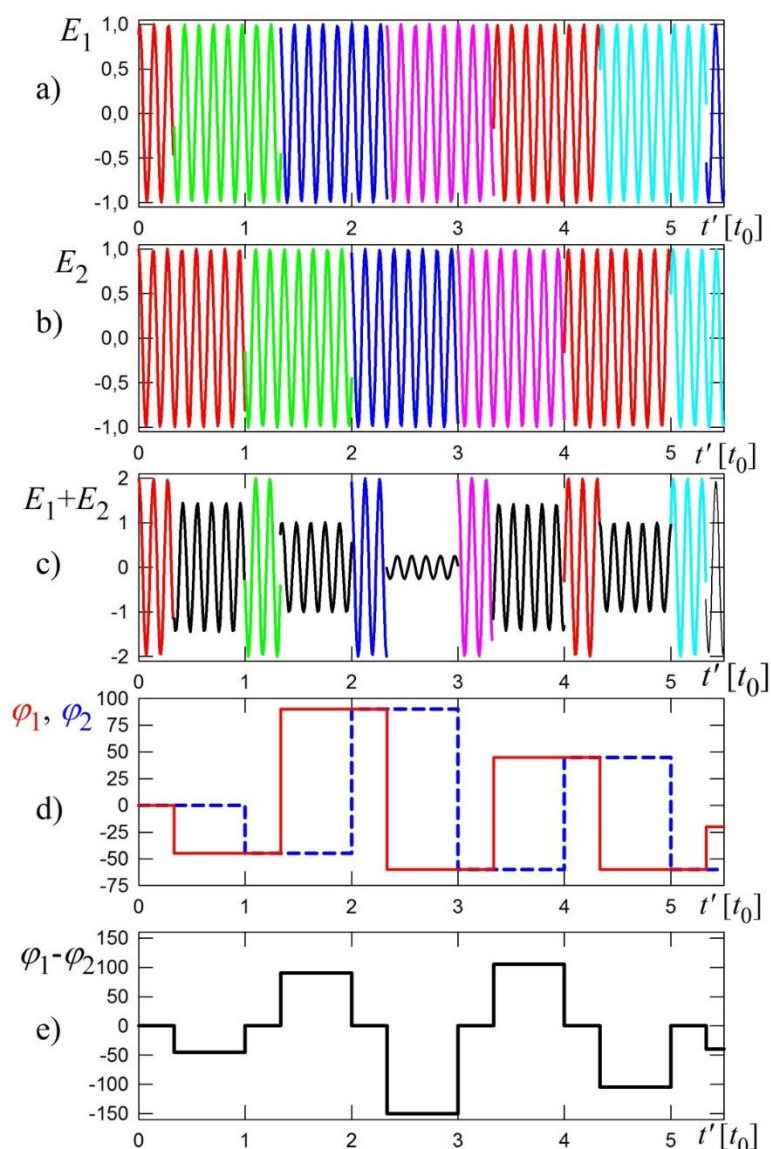 E₁
a)
1,0
0,5
0,0
-0,5
-1,0
0 1 2 3 4 5
t′ [t₀]
E₂
b)
1,0
0,5
0,0
-0,5
-1,0
0 1 2 3 4 5
t′ [t₀]
E₁+E₂
c)
2
1
0
-1
-2
0 1 2 3 4 5
t′ [t₀]
φ₁, φ₂
d)
100
75
50
25
0
-25
-50
-75
0 1 2 3 4 5
t′ [t₀]
φ₁-φ₂
e)
150
100
50
0
-50
-100
-150
0 1 2 3 4 5
t′ [t₀]